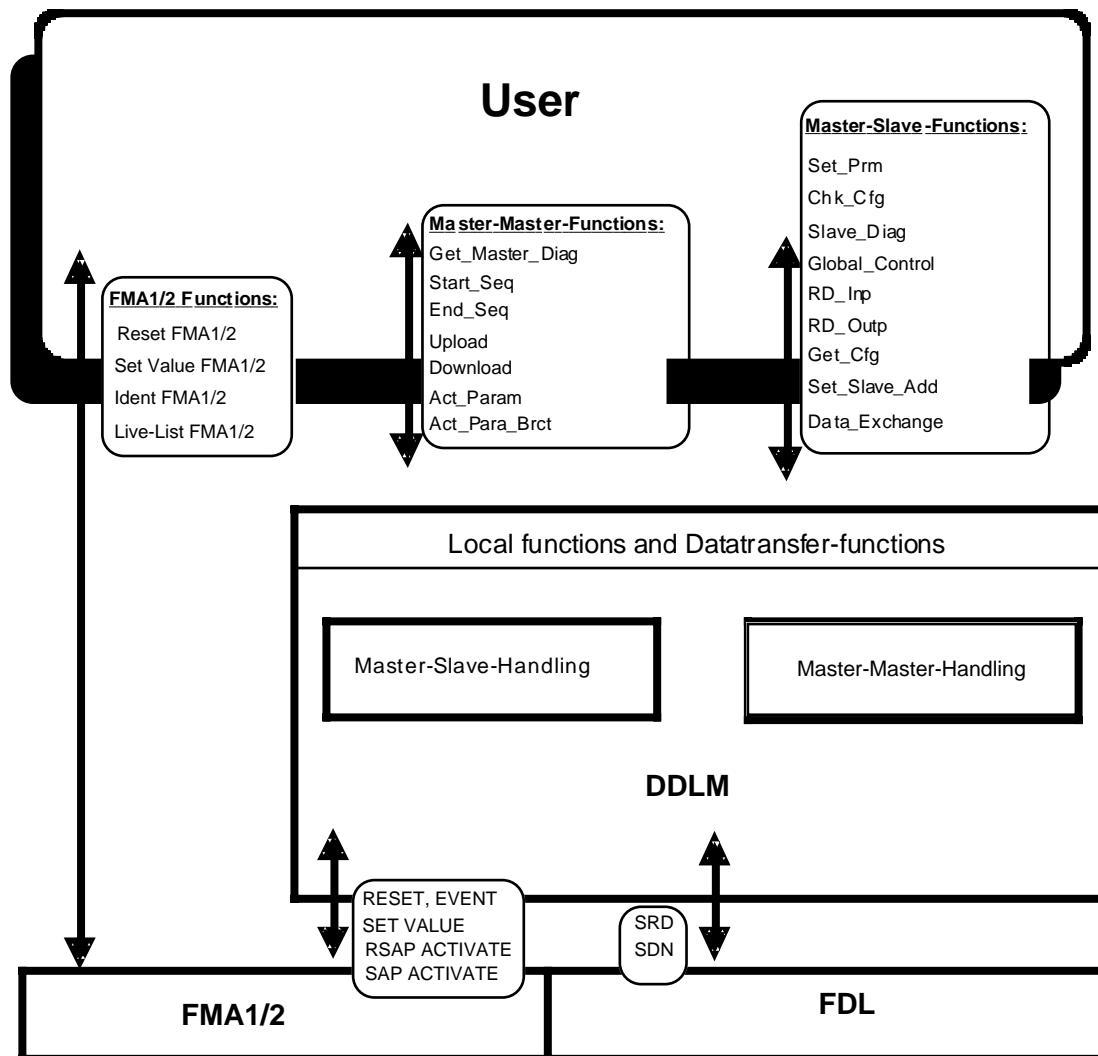 User
Master-Slave-Functions:
Set_Prm
Chk_Cfg
Slave_Diag
Global_Control
RD_Inp
RD_Outp
Get_Cfg
Set_Slave_Add
Data_Exchange
Master-Master-Functions:
Get_Master_Diag
Start_Seq
End_Seq
Upload
Download
Act_Param
Act_Para_Brct
FMA1/2 Functions:
Reset FMA1/2
Set Value FMA1/2
Ident FMA1/2
Live-List FMA1/2
Local functions and Datatransfer-functions
Master-Slave-Handling
Master-Master-Handling
DDLM
RESET, EVENT
SET VALUE
RSAP ACTIVATE
SAP ACTIVATE
SRD
SDN
FMA1/2
FDL